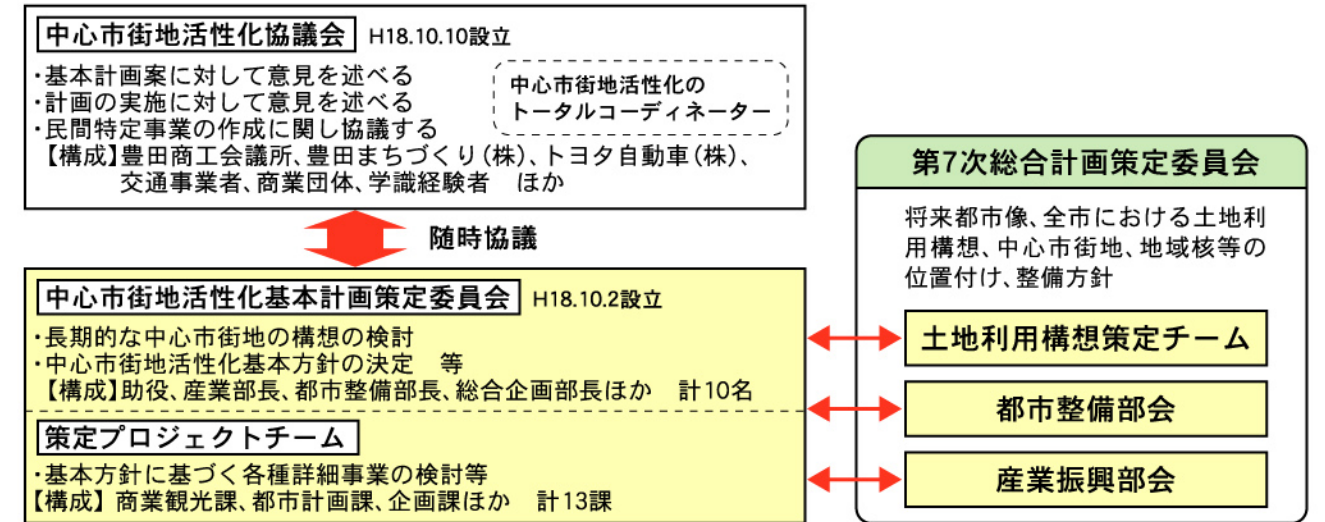 中心市街地活性化協議会 H18.10.10設立
・基本計画案に対して意見を述べる
・計画の実施に対して意見を述べる
・民間特定事業の作成に関し協議する
【構成】豊田商工会議所、豊田まちづくり(株)、トヨタ自動車(株)、
交通事業者、商業団体、学識経験者　ほか
中心市街地活性化の
トータルコーディネーター
随時協議
中心市街地活性化基本計画策定委員会 H18.10.2設立
・長期的な中心市街地の構想の検討
・中心市街地活性化基本方針の決定　等
【構成】助役、産業部長、都市整備部長、総合企画部長ほか　計10名
策定プロジェクトチーム
・基本方針に基づく各種詳細事業の検討等
【構成】 商業観光課、都市計画課、企画課ほか　計13課
第7次総合計画策定委員会
将来都市像、全市における土地利
用構想、中心市街地、地域核等の
位置付け、整備方針
土地利用構想策定チーム
都市整備部会
産業振興部会